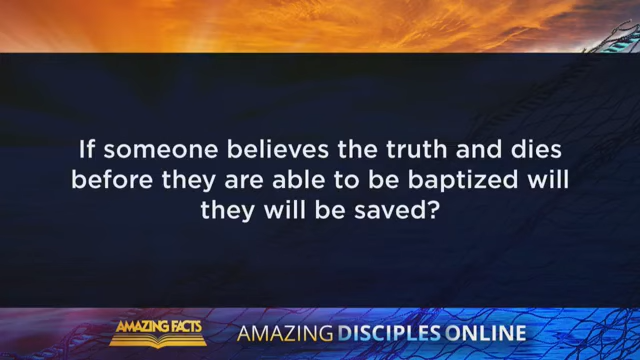 If someone believes the truth and dies
before they are able to be baptized will
they will be saved?
AMAZING FACTS
AMAZING DISCIPLES ONLINE